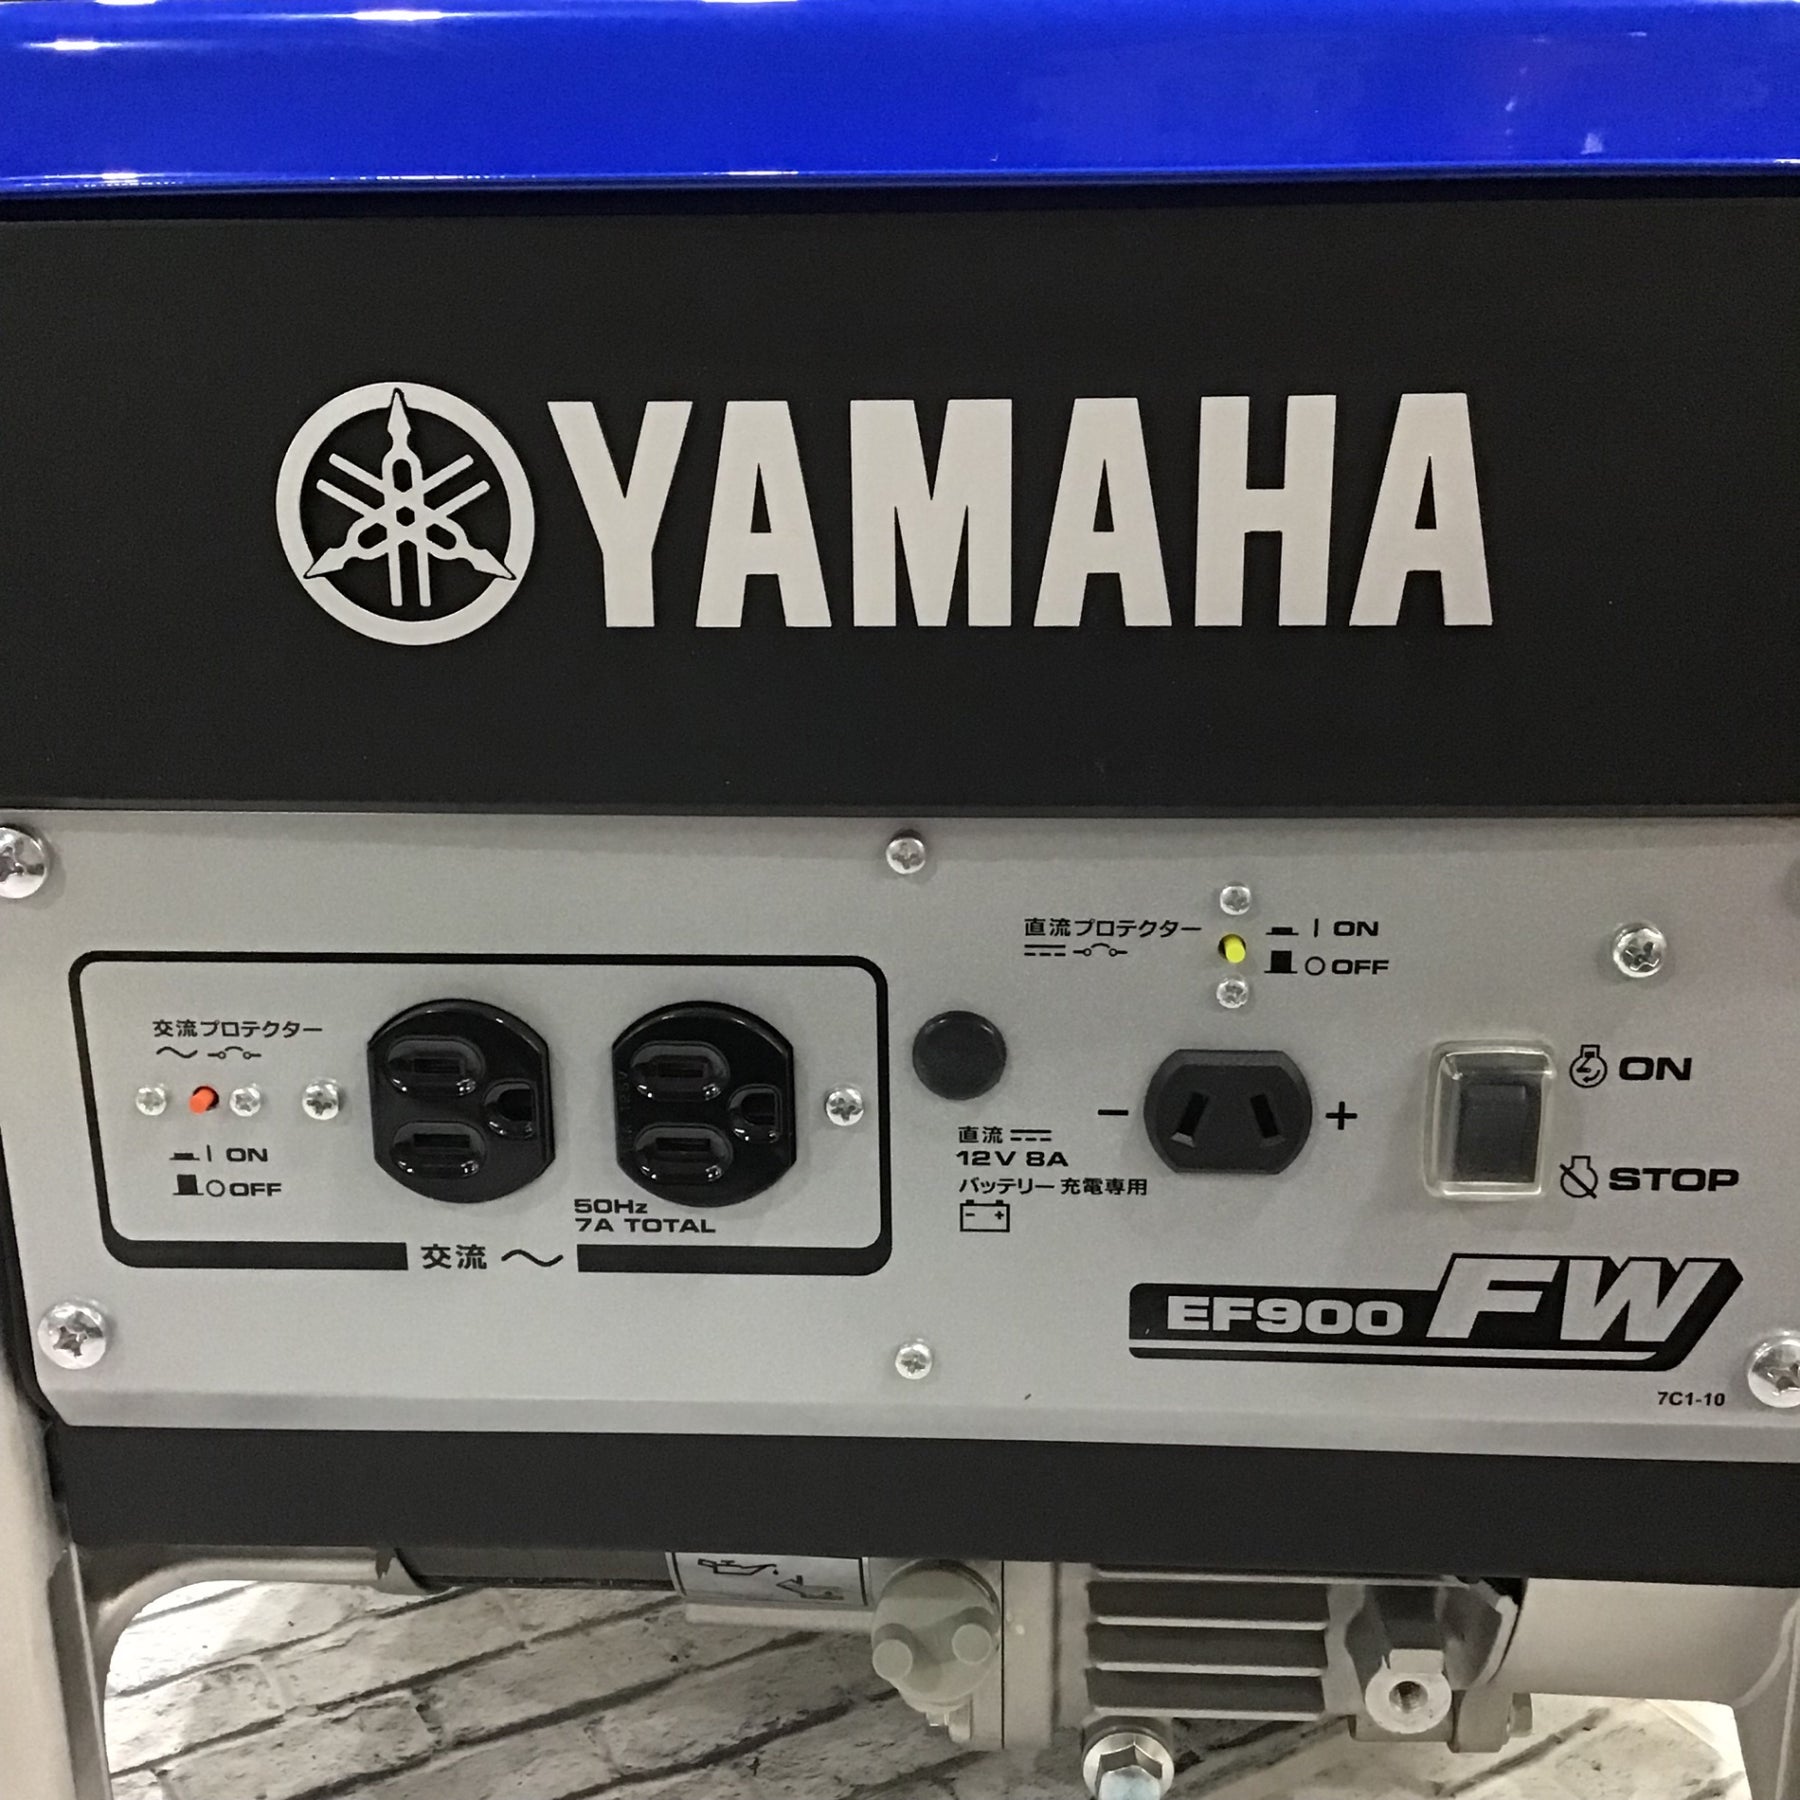 YAMAHA
交流プロテクター
ON
OFF
50Hz
7A TOTAL
交流
直流プロテクター
ON
OFF
直流
12V 8A
バッテリー充電専用
- +
ON
STOP
EF900 FW
7C1-10